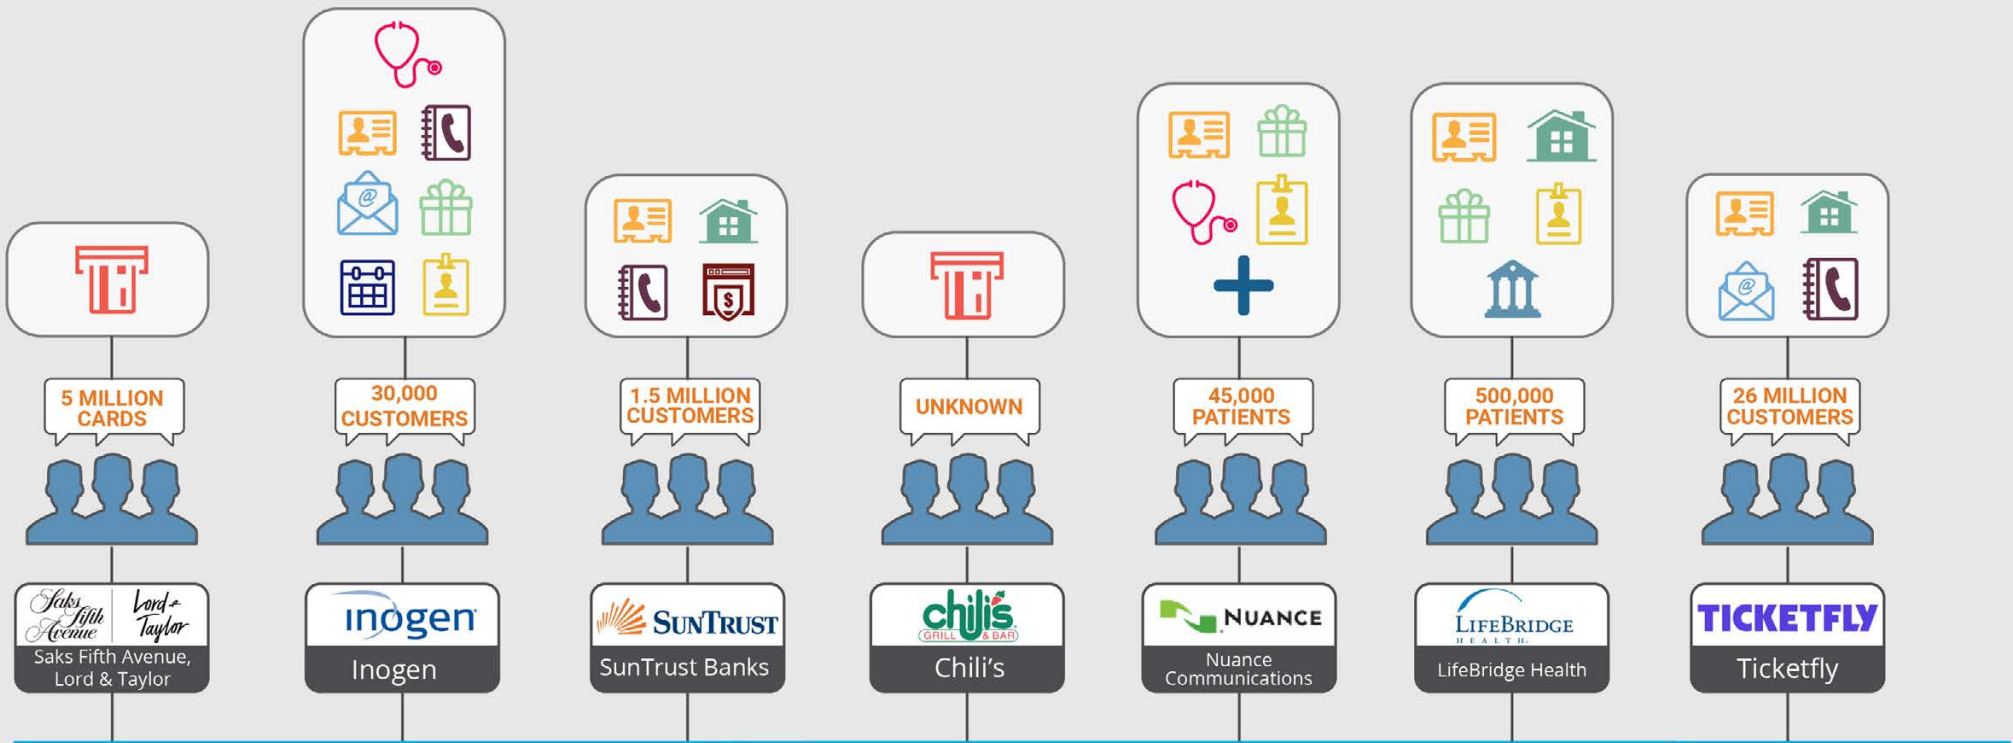 5 MILLION
CARDS
30,000
CUSTOMERS
1.5 MILLION
CUSTOMERS
UNKNOWN
45,000
PATIENTS
500,000
PATIENTS
26 MILLION
CUSTOMERS
Saks
Fifth
Avenue
Lord &
Taylor
Saks Fifth Avenue,
Lord & Taylor
inogen
Inogen
SUNTRUST
SunTrust Banks
chili's
GRILL & BAR
Chili's
NUANCE
Nuance
Communications
LIFEBRIDGE
HEALTH.
LifeBridge Health
TICKETFLY
Ticketfly